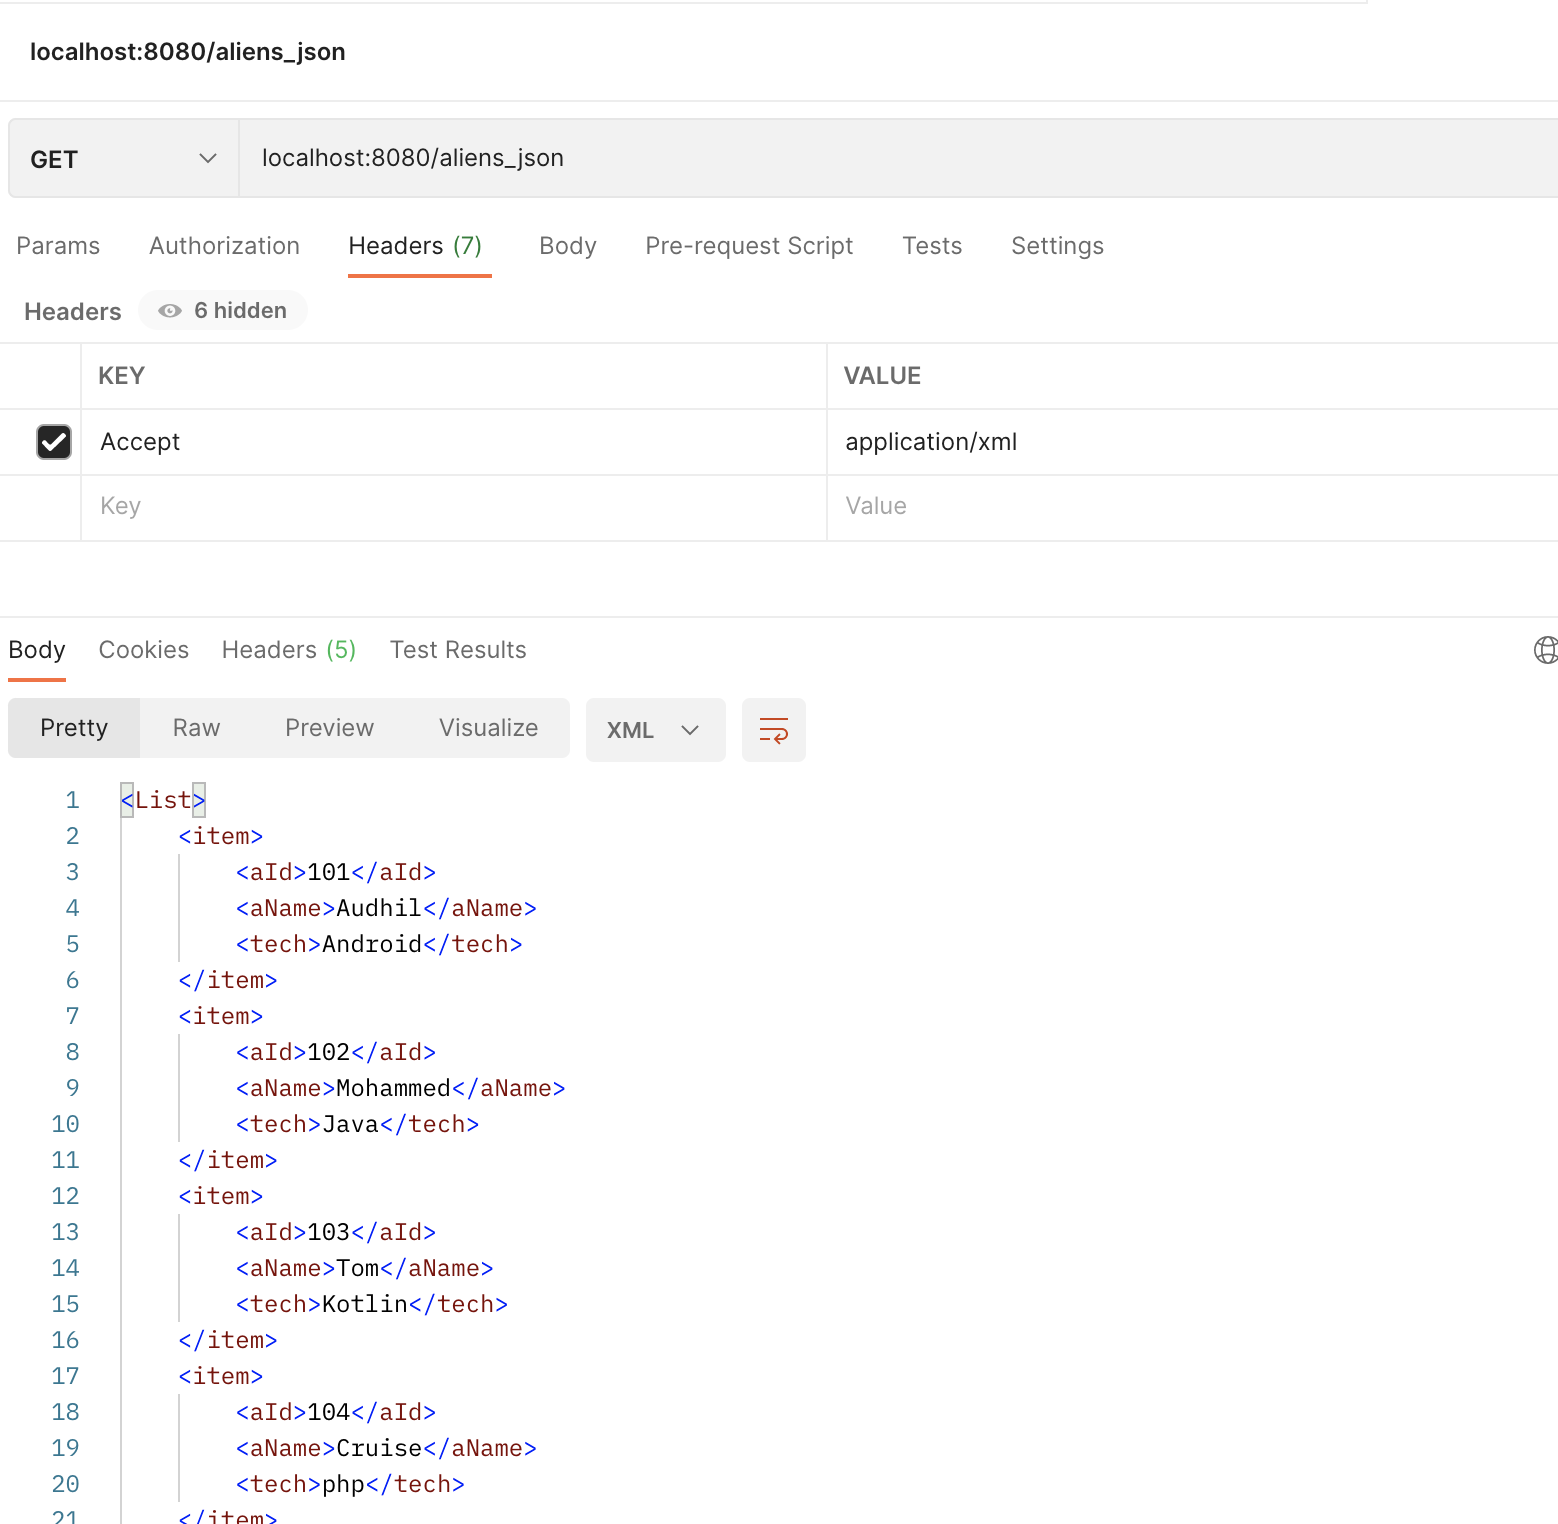 localhost:8080/aliens_json
GET localhost:8080/aliens_json
Params Authorization Headers (7) Body Pre-request Script Tests Settings
Headers 6 hidden
KEY VALUE
Accept application/xml
Key Value
Body Cookies Headers (5) Test Results
Pretty Raw Preview Visualize XML
1 <List>
2 <item>
3 <aId>101</aId>
4 <aName>Audhil</aName>
5 <tech>Android</tech>
6 </item>
7 <item>
8 <aId>102</aId>
9 <aName>Mohammed</aName>
10 <tech>Java</tech>
11 </item>
12 <item>
13 <aId>103</aId>
14 <aName>Tom</aName>
15 <tech>Kotlin</tech>
16 </item>
17 <item>
18 <aId>104</aId>
19 <aName>Cruise</aName>
20 <tech>php</tech>
21 </item>